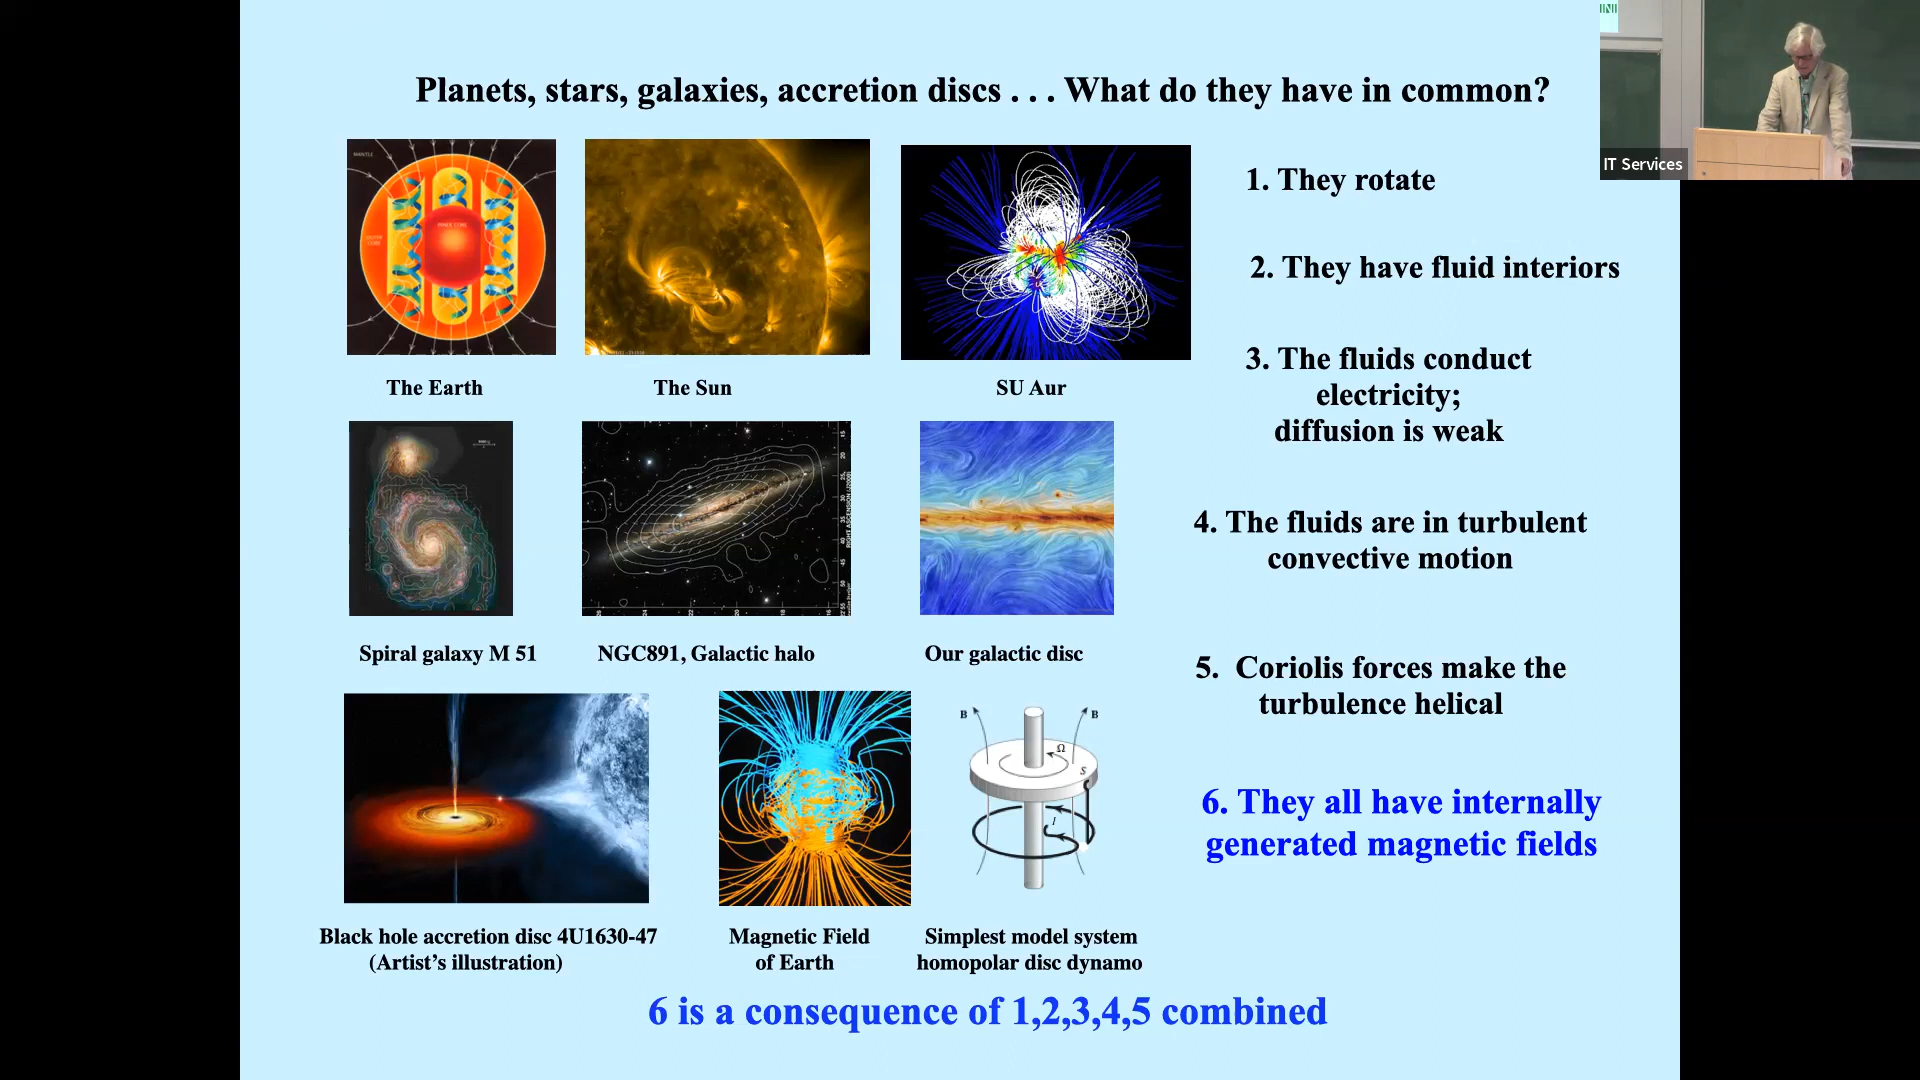 Planets, stars, galaxies, accretion discs . . . What do they have in common?
IT Services
MANTLE
INNER CORE
OUTER
CORE
The Earth
The Sun
SU Aur
1. They rotate
2. They have fluid interiors
3. The fluids conduct
electricity;
diffusion is weak
Spiral galaxy M 51
NGC891, Galactic halo
Our galactic disc
4. The fluids are in turbulent
convective motion
5. Coriolis forces make the
turbulence helical
B
B
Ω
S
I
6. They all have internally
generated magnetic fields
Black hole accretion disc 4U1630-47
(Artist’s illustration)
Magnetic Field
of Earth
Simplest model system
homopolar disc dynamo
6 is a consequence of 1,2,3,4,5 combined